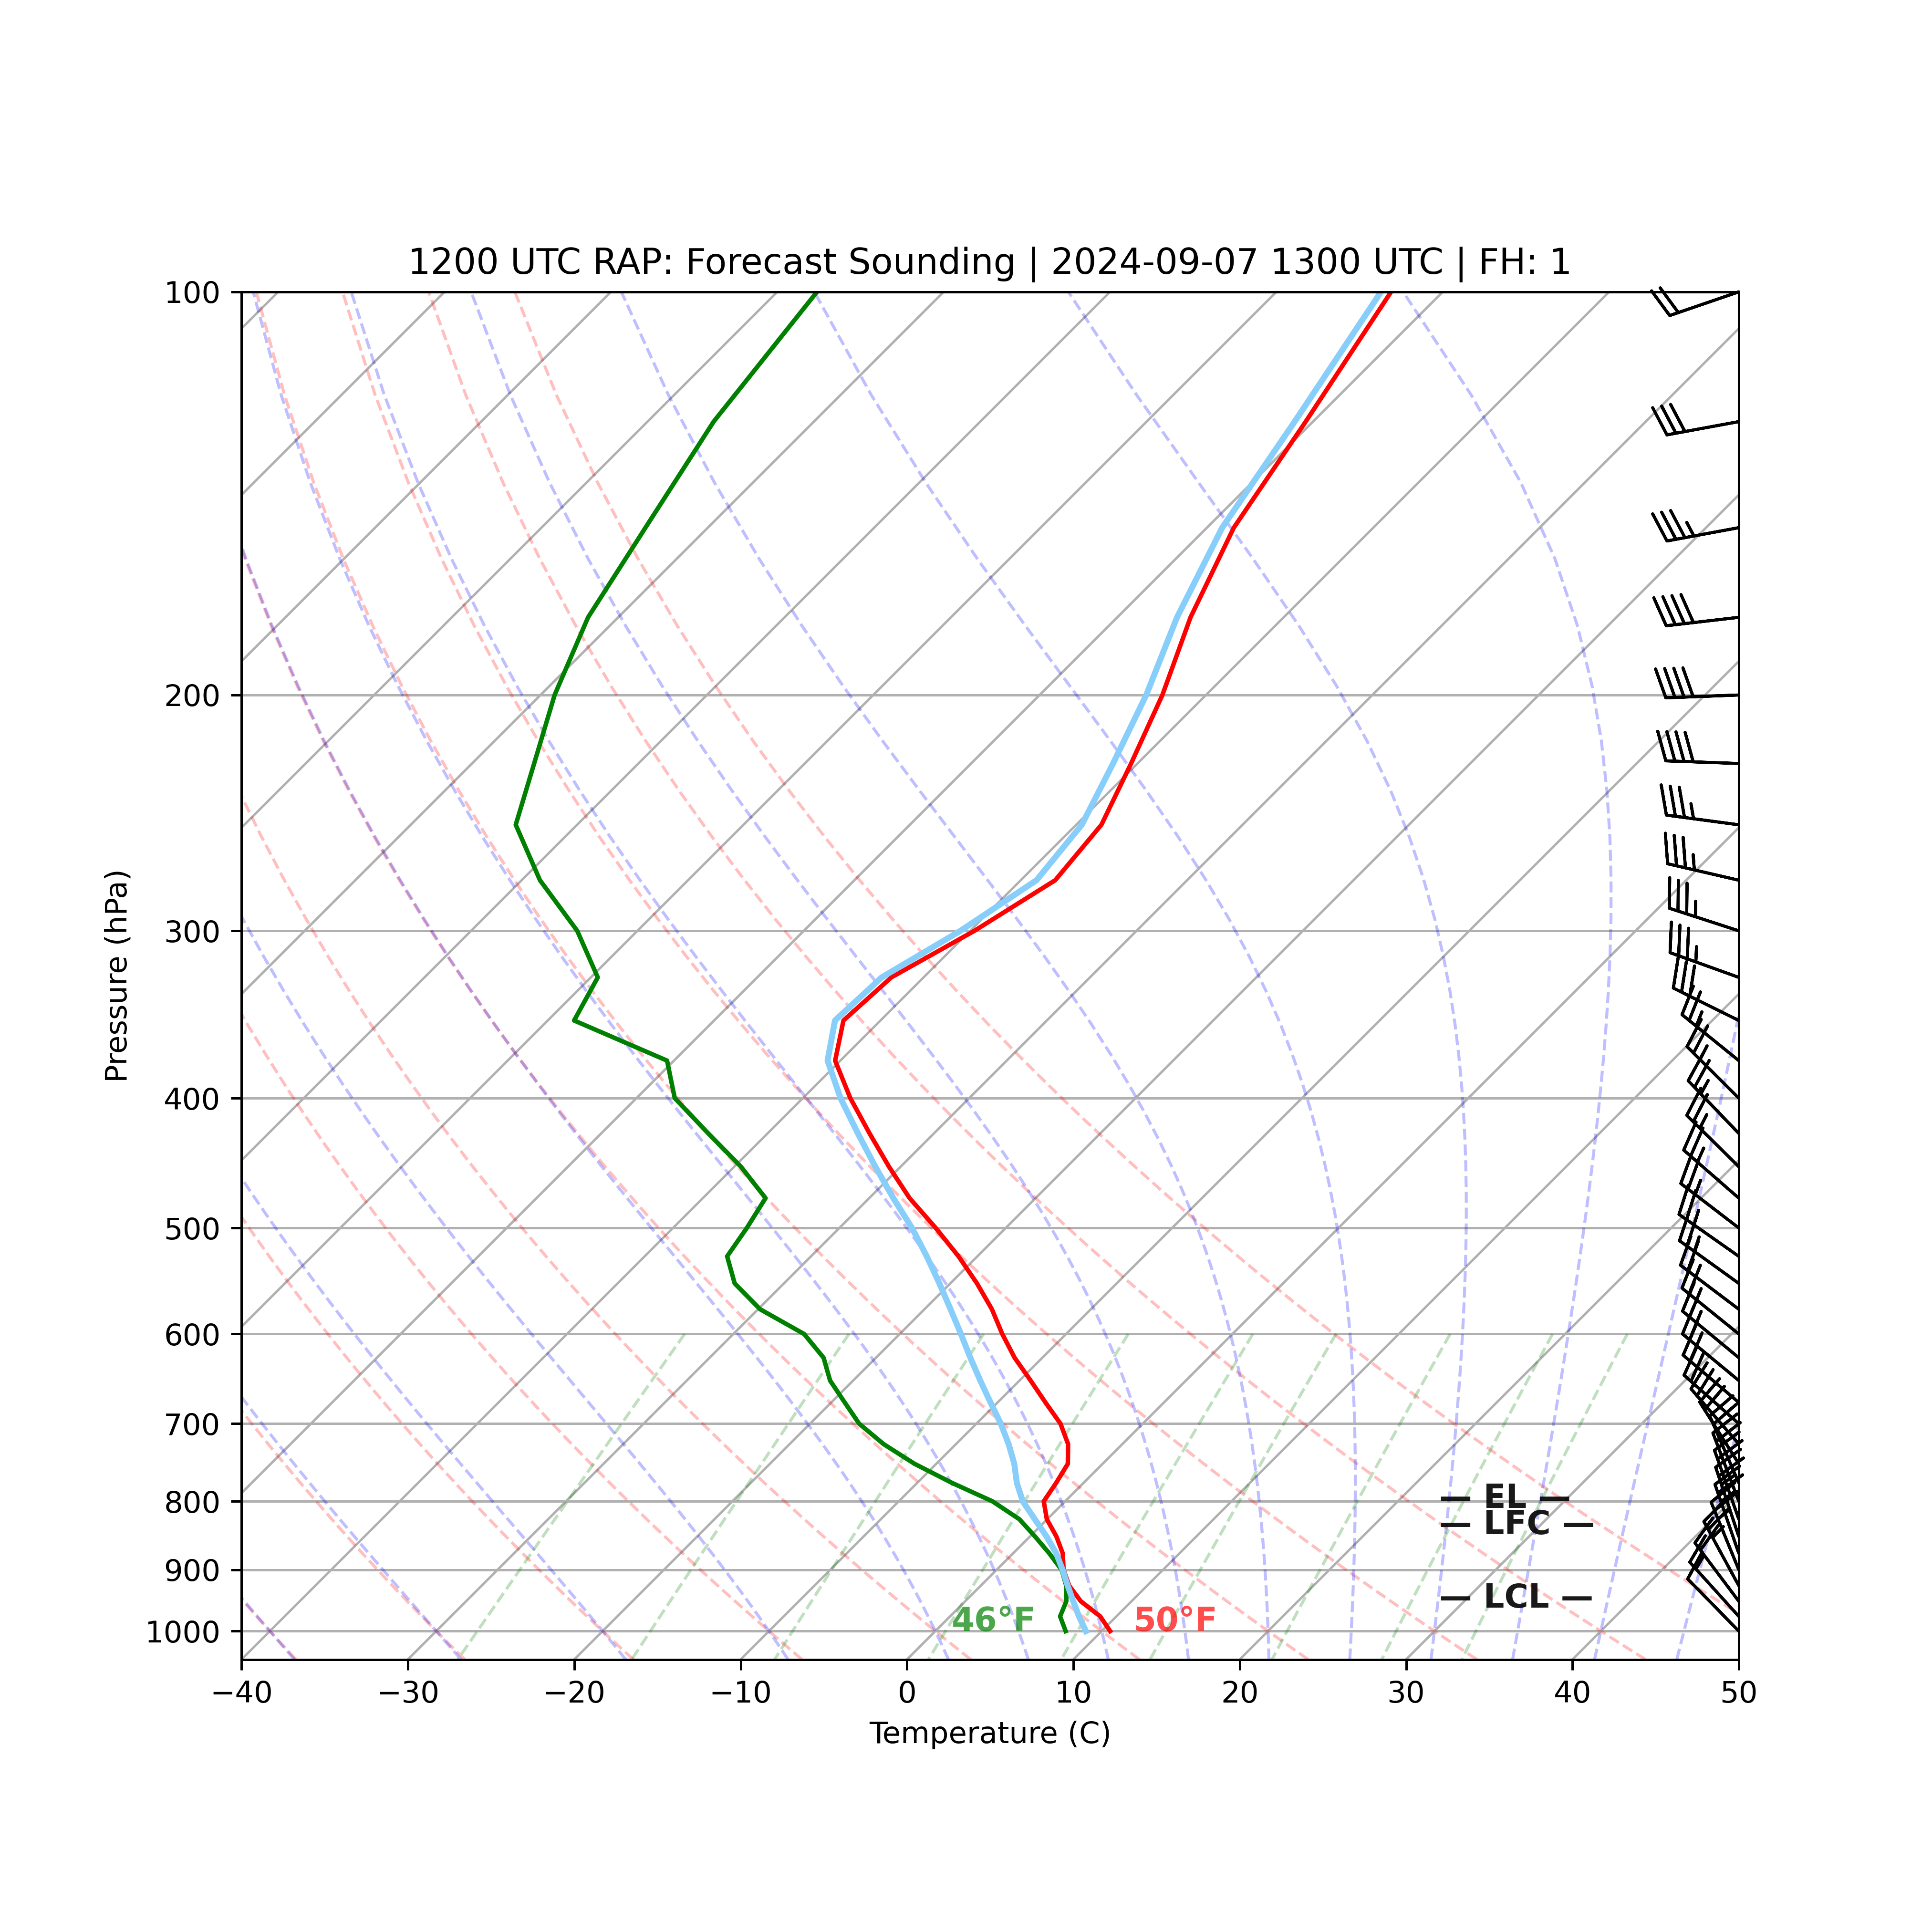 1200 UTC RAP: Forecast Sounding | 2024-09-07 1300 UTC | FH: 1
100
200
300
400
500
600
700
800
900
1000
Pressure (hPa)
— EL —
— LFC —
— LCL —
46°F
50°F
−40 −30 −20 −10 0 10 20 30 40 50
Temperature (C)